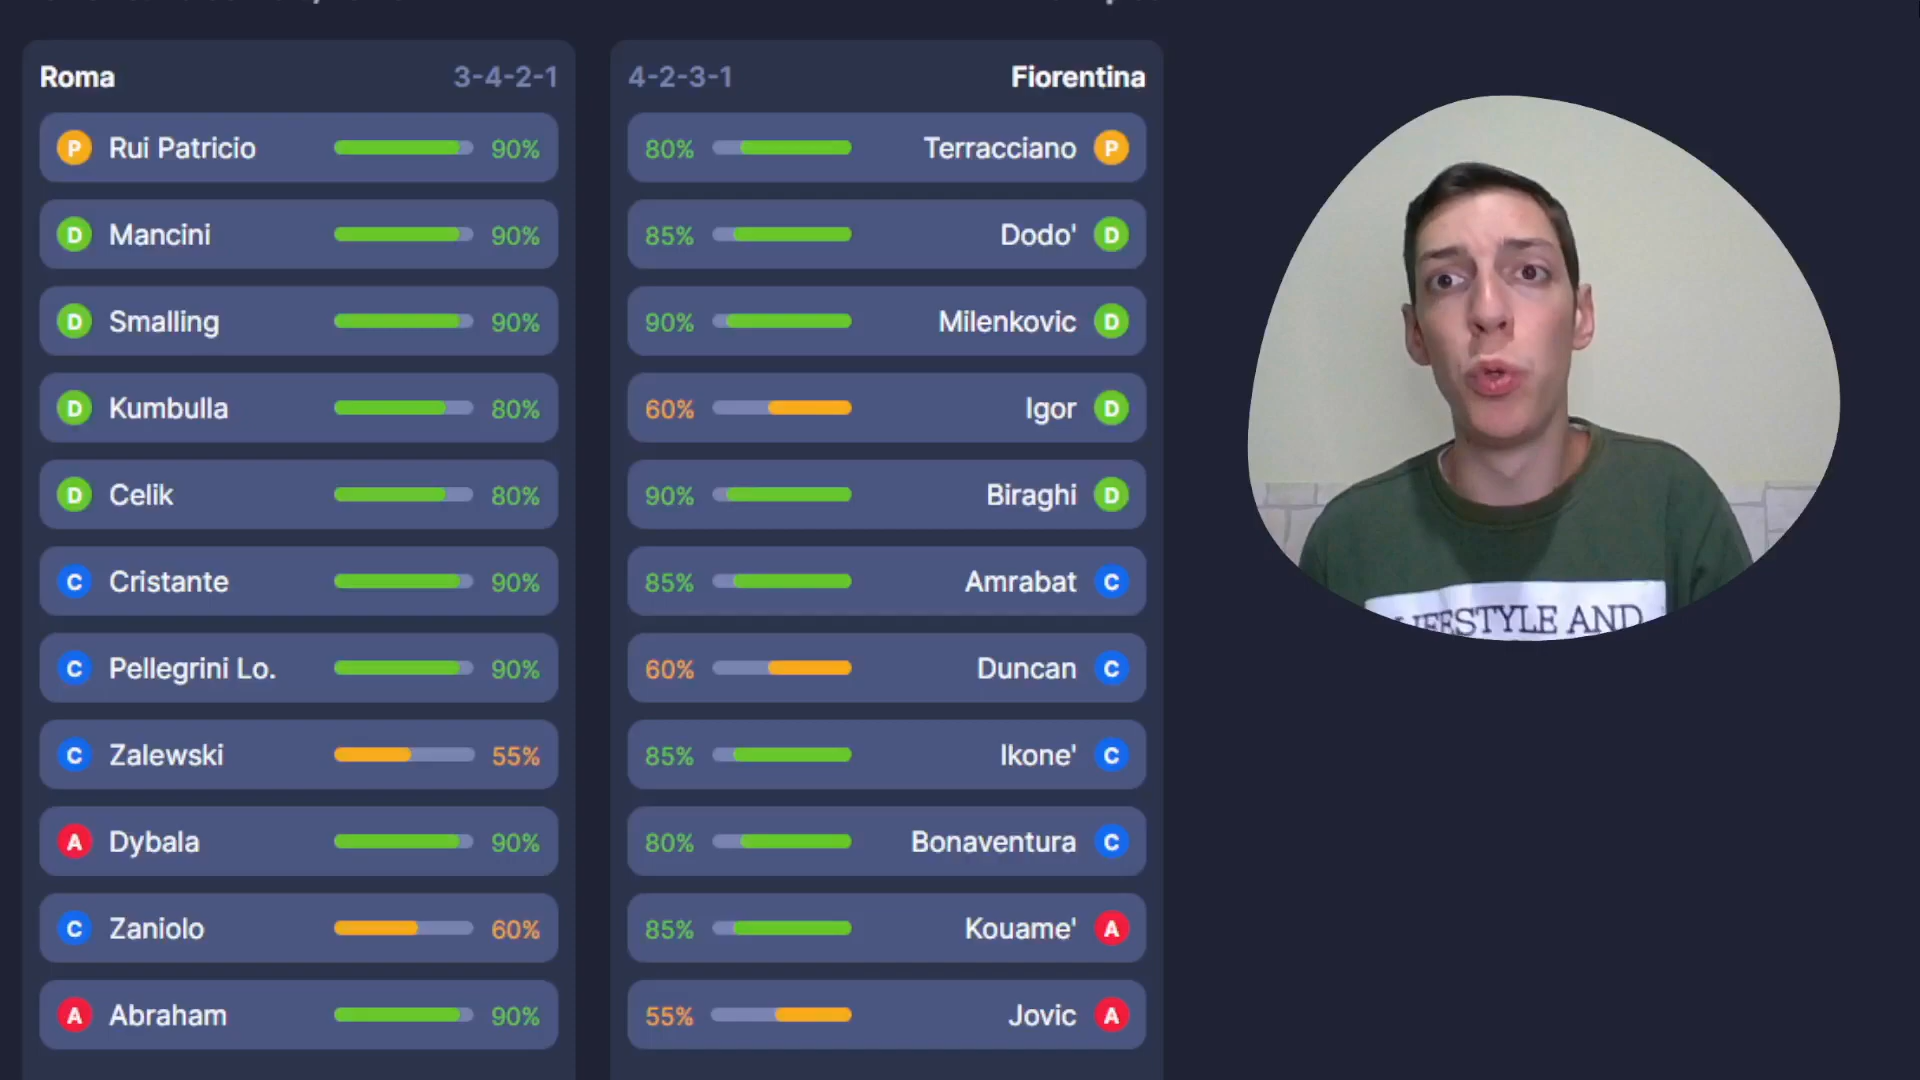 Roma 3-4-2-1
P Rui Patricio 90%
D Mancini 90%
D Smalling 90%
D Kumbulla 80%
D Celik 80%
C Cristante 90%
C Pellegrini Lo. 90%
C Zalewski 55%
A Dybala 90%
C Zaniolo 60%
A Abraham 90%
4-2-3-1 Fiorentina
80% Terracciano P
85% Dodo' D
90% Milenkovic D
60% Igor D
90% Biraghi D
85% Amrabat C
60% Duncan C
85% Ikone' C
80% Bonaventura C
85% Kouame' A
55% Jovic A
LIFESTYLE AND